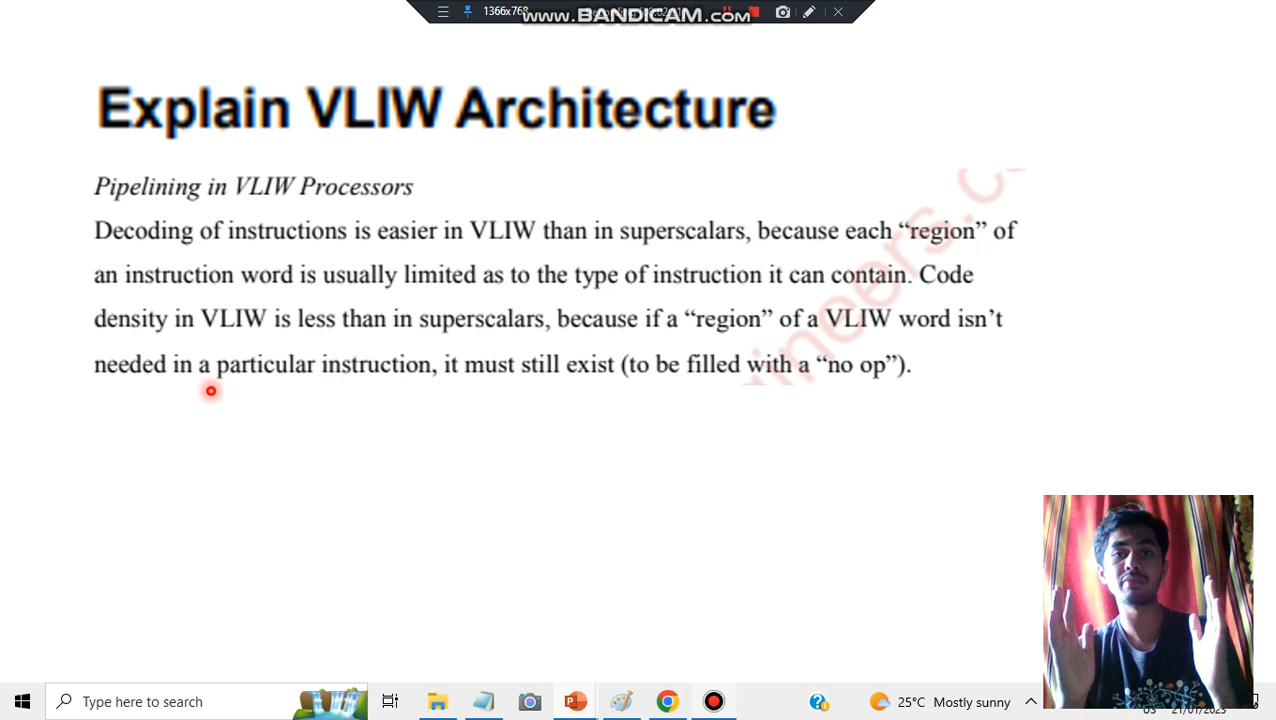 1366x768
www.BANDICAM.com
Explain VLIW Architecture
Pipelining in VLIW Processors
Decoding of instructions is easier in VLIW than in superscalars, because each “region” of
an instruction word is usually limited as to the type of instruction it can contain. Code
density in VLIW is less than in superscalars, because if a “region” of a VLIW word isn’t
needed in a particular instruction, it must still exist (to be filled with a “no op”).
Type here to search
25°C Mostly sunny
21/01/2023